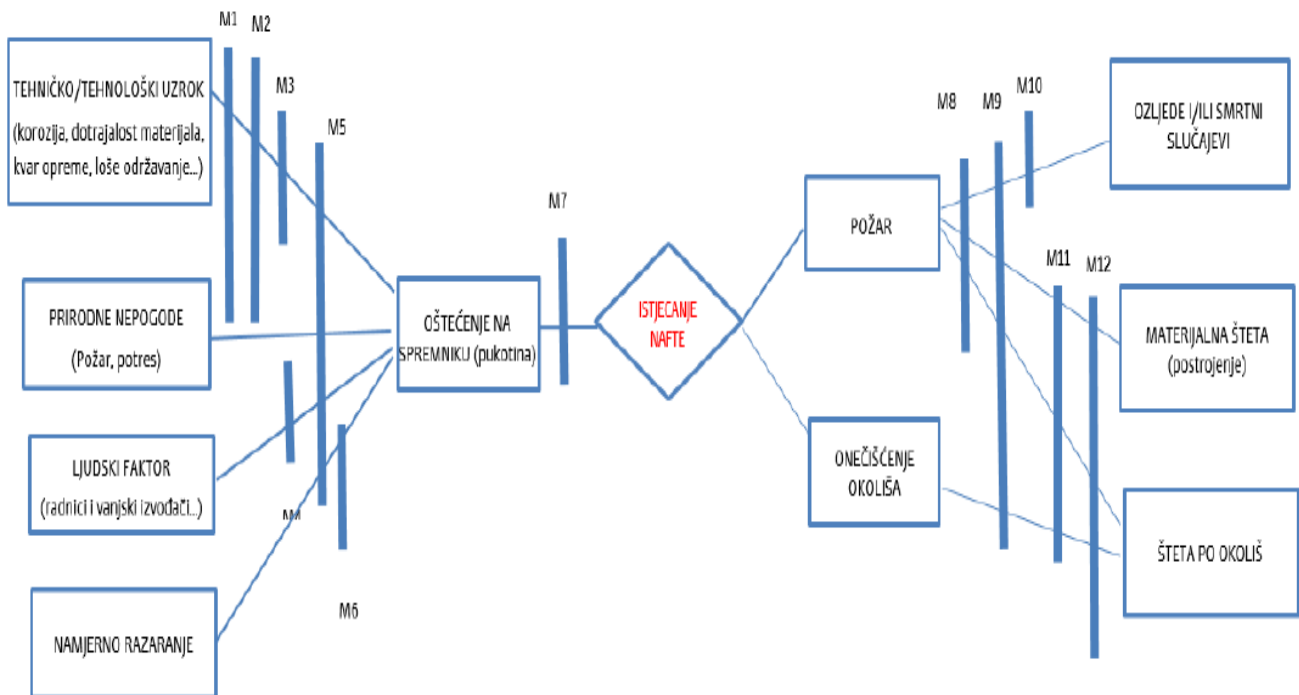 M1
M2
M3
M5
TEHNIČKO/TEHNOLOŠKI UZROK
(korozija, dotrajalost materijala,
kvar opreme, loše održavanje...)
PRIRODNE NEPOGODE
(Požar, potres)
LJUDSKI FAKTOR
(radnici i vanjski izvođači...)
NAMJERNO RAZARANJE
M6
OŠTEĆENJE NA
SPREMNIKU (pukotina)
M7
ISTJECANJE
NAFTE
POŽAR
ONEČIŠĆENJE
OKOLIŠA
M8
M9
M10
M11
M12
OZLJEDE I/ILI SMRTNI
SLUČAJEVI
MATERIJALNA ŠTETA
(postrojenje)
ŠTETA PO OKOLIŠ